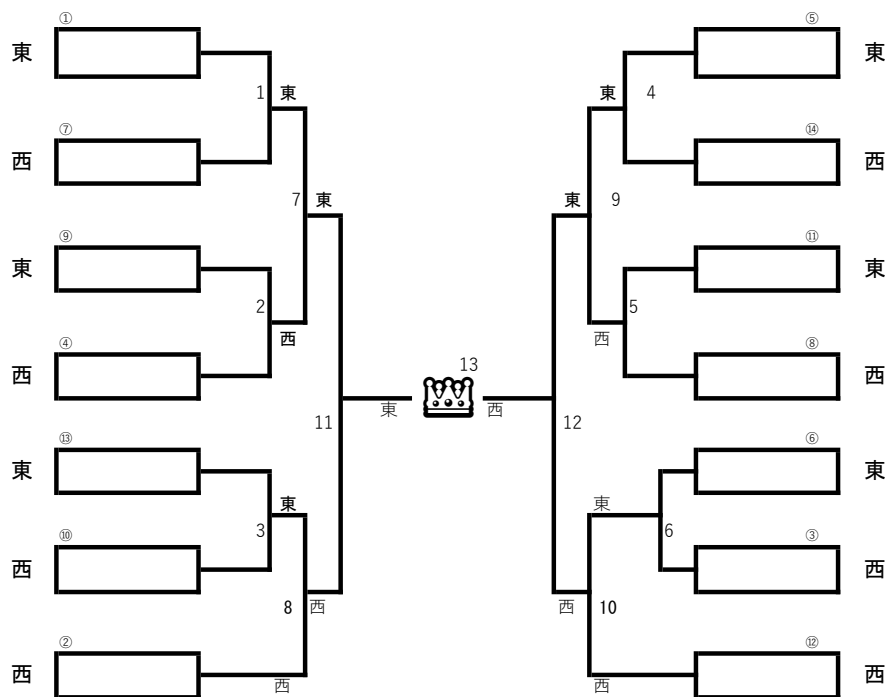 ① ⑤
東 東
1 東 東 4
⑦ ⑭
西 西
7 東 東 9
⑨ ⑪
東 東
2 西 西 5
④ ⑧
西 西
13
東 西
11 12
⑬ ⑥
東 東
3 東 東 6
⑩ ③
西 西
8 西 西 10
② ⑫
西 西 西 西